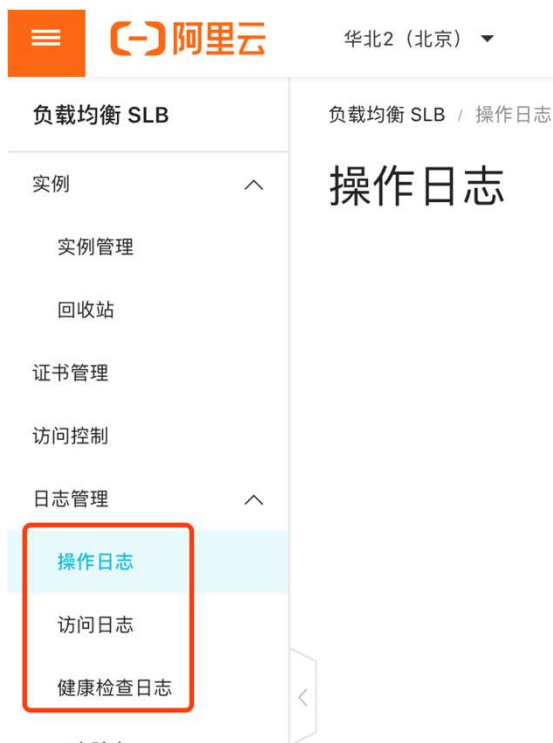 阿里云
华北2（北京）
负载均衡 SLB
负载均衡 SLB / 操作日志
实例
操作日志
实例管理
回收站
证书管理
访问控制
日志管理
操作日志
访问日志
健康检查日志